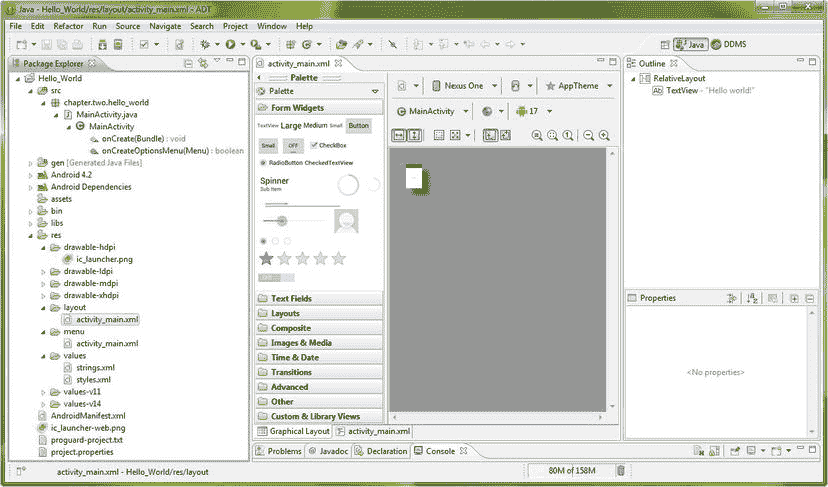 Java - Hello_World/res/layout/activity_main.xml - ADT
File Edit Refactor Run Source Navigate Search Project Window Help
Java DDMS
Package Explorer
Hello_World
src
chapter.two.hello_world
MainActivity.java
MainActivity
onCreate(Bundle) : void
onCreateOptionsMenu(Menu) : boolean
gen [Generated Java Files]
Android 4.2
Android Dependencies
assets
bin
libs
res
drawable-hdpi
ic_launcher.png
drawable-ldpi
drawable-mdpi
drawable-xhdpi
layout
activity_main.xml
menu
activity_main.xml
values
strings.xml
styles.xml
values-v11
values-v14
AndroidManifest.xml
ic_launcher-web.png
proguard-project.txt
project.properties
activity_main.xml
Palette
Palette
Form Widgets
TextView Large Medium Small Button
Small OFF CheckBox
RadioButton CheckedTextView
Spinner
Sub Item
Text Fields
Layouts
Composite
Images & Media
Time & Date
Transitions
Advanced
Other
Custom & Library Views
Graphical Layout activity_main.xml
Nexus One AppTheme
MainActivity 17
Outline
RelativeLayout
Ab TextView - "Hello world!"
Properties
<No properties>
Problems @ Javadoc Declaration Console
activity_main.xml - Hello_World/res/layout
80M of 158M